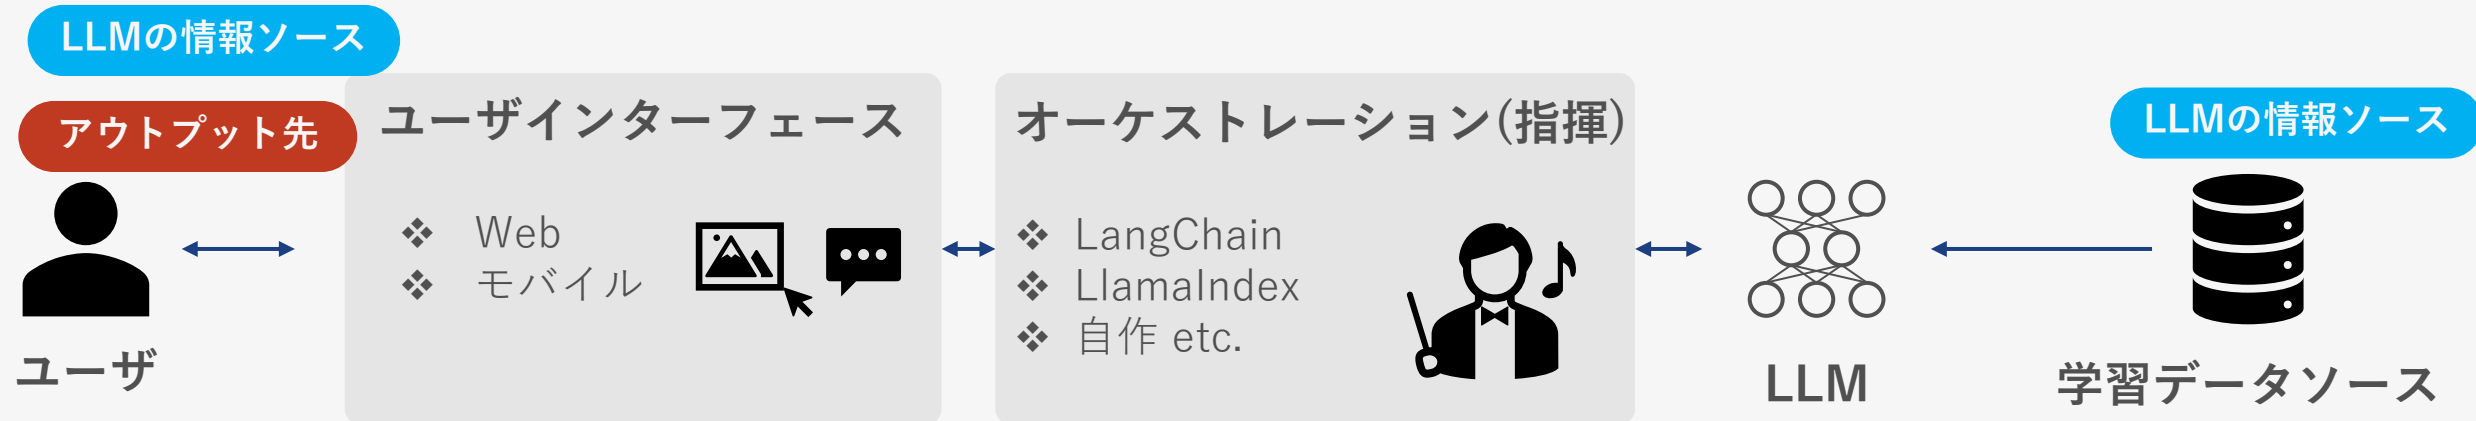 LLMの情報ソース
アウトプット先
ユーザ
ユーザインターフェース
❖ Web
❖ モバイル
オーケストレーション(指揮)
❖ LangChain
❖ LlamaIndex
❖ 自作 etc.
LLM
LLMの情報ソース
学習データソース